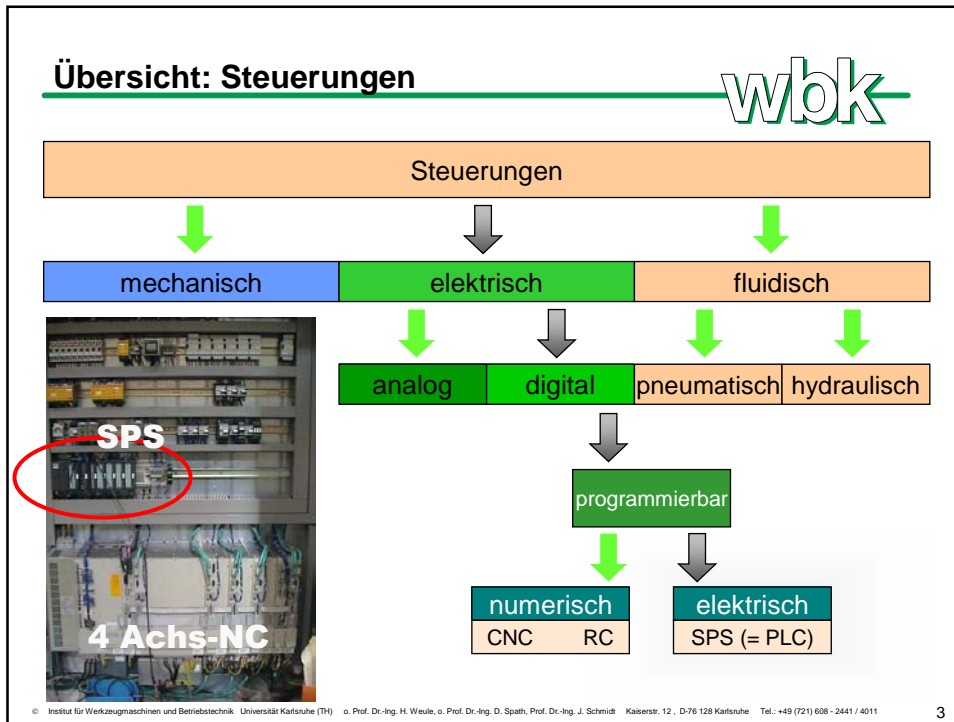 Übersicht: Steuerungen
wbk
Steuerungen
mechanisch
elektrisch
fluidisch
analog
digital
pneumatisch
hydraulisch
SPS
programmierbar
numerisch
CNC RC
elektrisch
SPS (= PLC)
4 Achs-NC
© Institut für Werkzeugmaschinen und Betriebstechnik Universität Karlsruhe (TH) o. Prof. Dr.-Ing. H. Weule, o. Prof. Dr.-Ing. D. Spath, Prof. Dr.-Ing. J. Schmidt Kaiserstr. 12 , D-76 128 Karlsruhe Tel.: +49 (721) 608 - 2441 / 4011
3